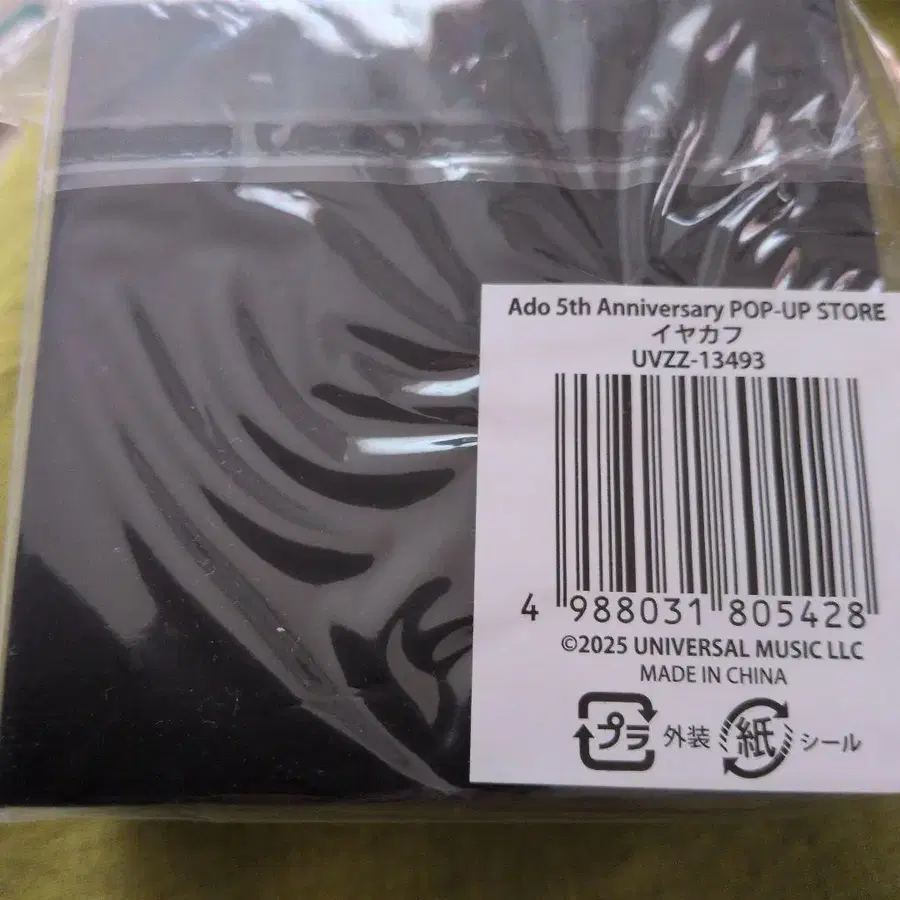 Ado 5th Anniversary POP-UP STORE
イヤカフ
UVZZ-13493
4 988031 805428
©2025 UNIVERSAL MUSIC LLC
MADE IN CHINA
プラ 外装 紙 シール